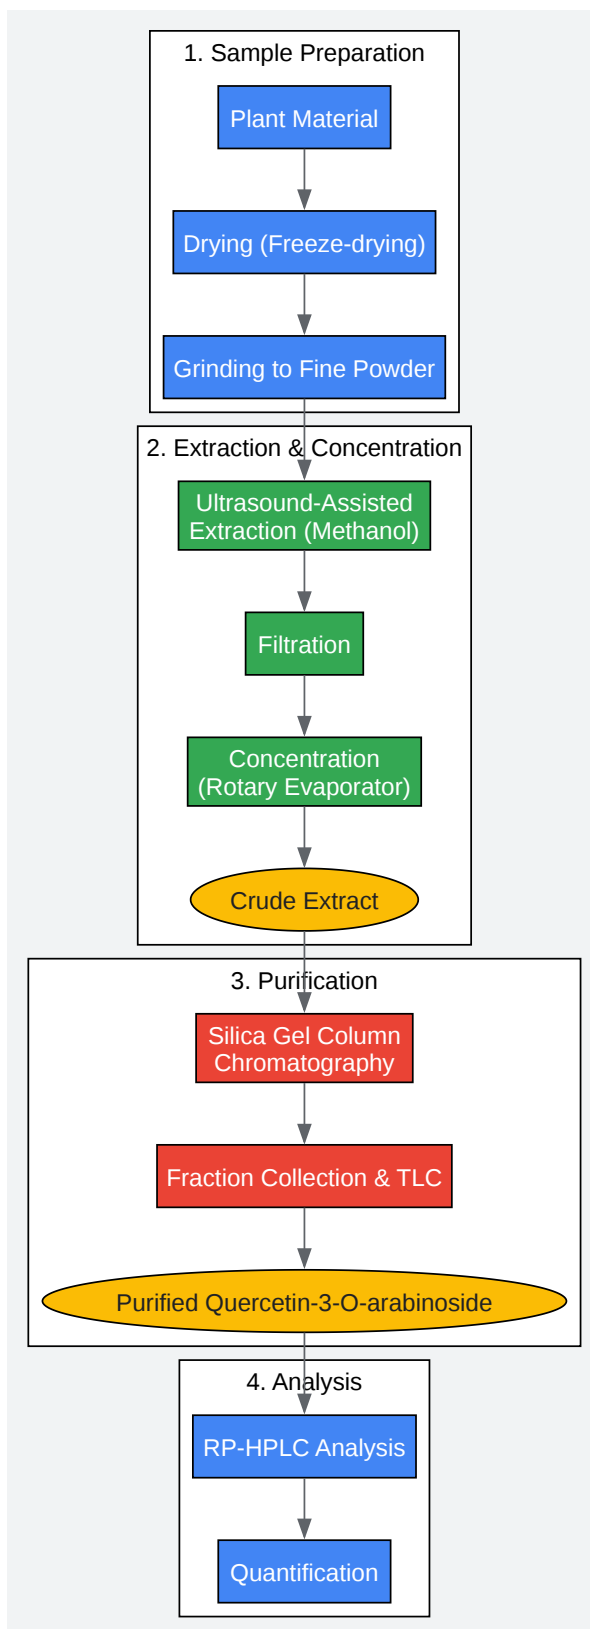 1. Sample Preparation
Plant Material
Drying (Freeze-drying)
Grinding to Fine Powder
2. Extraction & Concentration
Ultrasound-Assisted
Extraction (Methanol)
Filtration
Concentration
(Rotary Evaporator)
Crude Extract
3. Purification
Silica Gel Column
Chromatography
Fraction Collection & TLC
Purified Quercetin-3-O-arabinoside
4. Analysis
RP-HPLC Analysis
Quantification